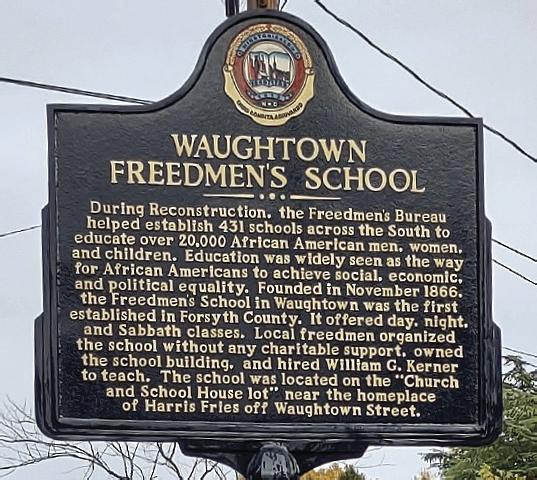 WAUGHTOWN
FREEDMEN'S SCHOOL
During Reconstruction, the Freedmen's Bureau
helped establish 431 schools across the South to
educate over 20,000 African American men, women,
and children. Education was widely seen as the way
for African Americans to achieve social, economic,
and political equality. Founded in November 1866,
the Freedmen's School in Waughtown was the first
established in Forsyth County. It offered day, night,
and Sabbath classes. Local freedmen organized
the school without any charitable support, owned
the school building, and hired William G. Kerner
to teach. The school was located on the "Church
and School House lot" near the homeplace
of Harris Fries off Waughtown Street.